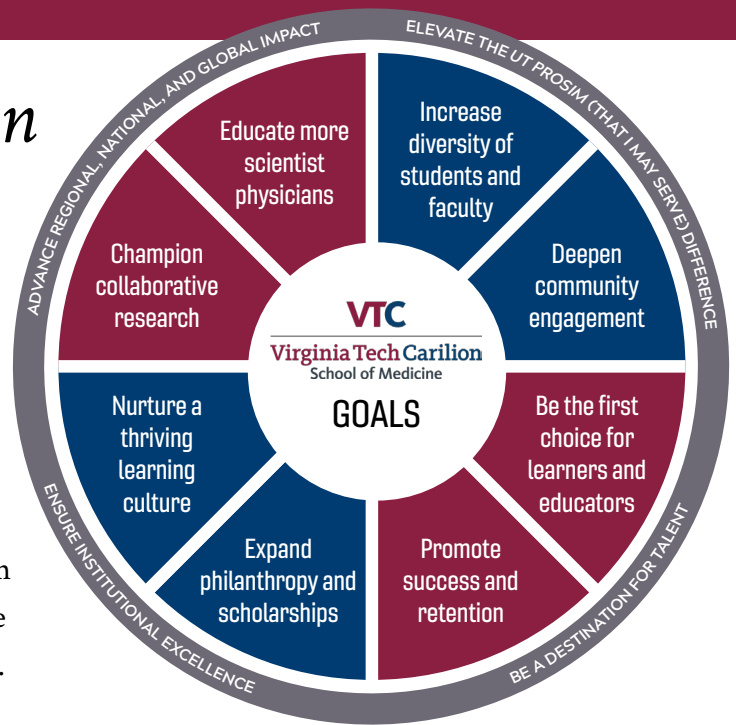 n
ADVANCE REGIONAL, NATIONAL, AND GLOBAL IMPACT
ELEVATE THE UT PROSIM (THAT I MAY SERVE) DIFFERENCE
Educate more
scientist
physicians
Increase
diversity of
students and
faculty
Champion
collaborative
research
Deepen
community
engagement
VTC
Virginia Tech Carilion
School of Medicine
GOALS
Nurture a
thriving
learning
culture
Be the first
choice for
learners and
educators
Expand
philanthropy and
scholarships
Promote
success and
retention
ENSURE INSTITUTIONAL EXCELLENCE
BE A DESTINATION FOR TALENT
n
e
.